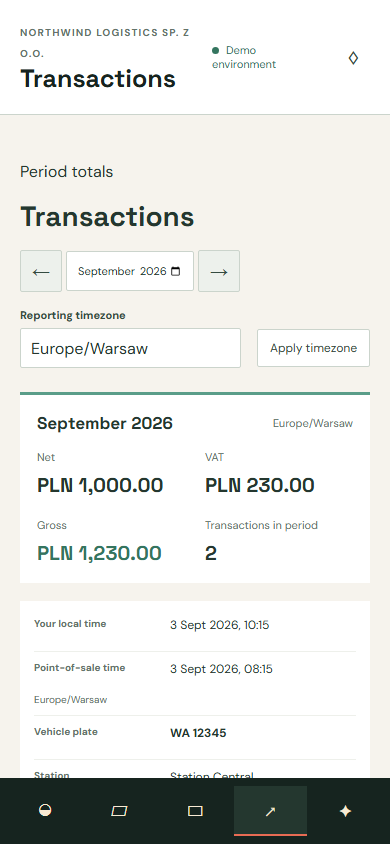 NORTHWIND LOGISTICS SP. Z
O.O.
Transactions
Demo
environment
Period totals
Transactions
September 2026
Reporting timezone
Europe/Warsaw
Apply timezone
September 2026
Europe/Warsaw
Net
VAT
PLN 1,000.00
PLN 230.00
Gross
Transactions in period
PLN 1,230.00
2
Your local time
3 Sept 2026, 10:15
Point-of-sale time
3 Sept 2026, 08:15
Europe/Warsaw
Vehicle plate
WA 12345
Station
Station Central